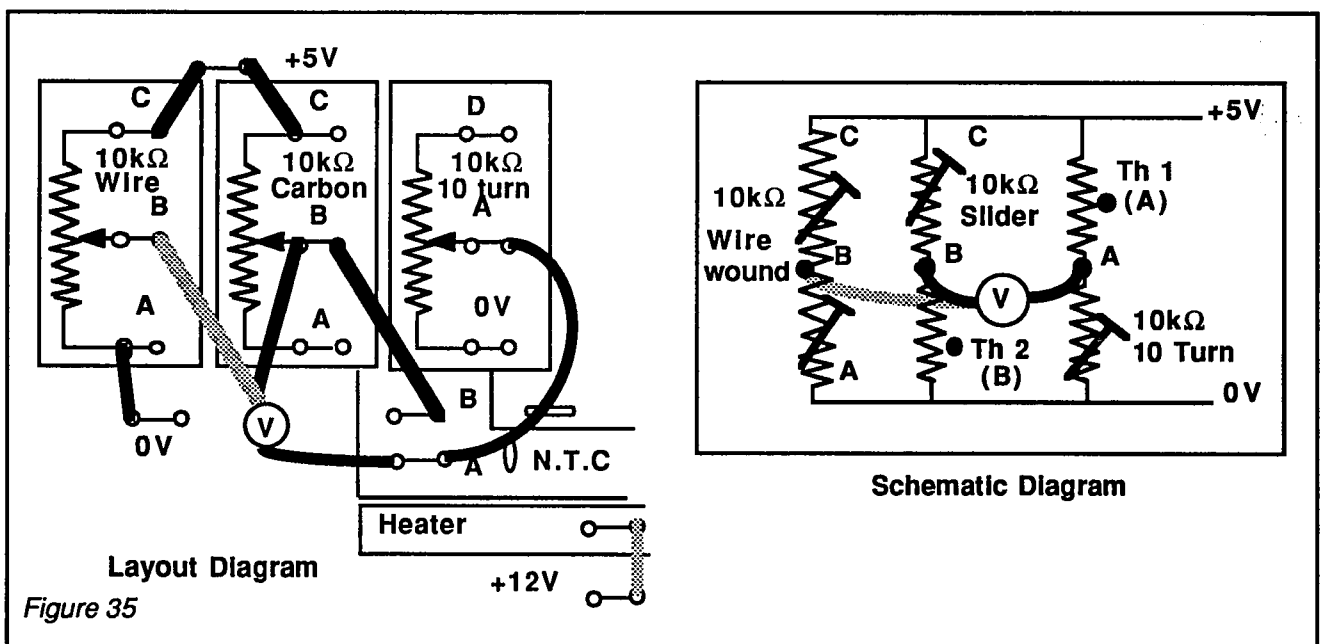 +5V
C
10kΩ
Wire
B
A
0V
C
10kΩ
Carbon
B
A
V
D
10kΩ
10 turn
A
0V
B
A
N.T.C
Heater
+12V
Layout Diagram
Figure 35
+5V
C
10kΩ
Wire
wound
B
A
C
10kΩ
Slider
B
V
Th 2
(B)
Th 1
(A)
A
10kΩ
10 Turn
0V
Schematic Diagram